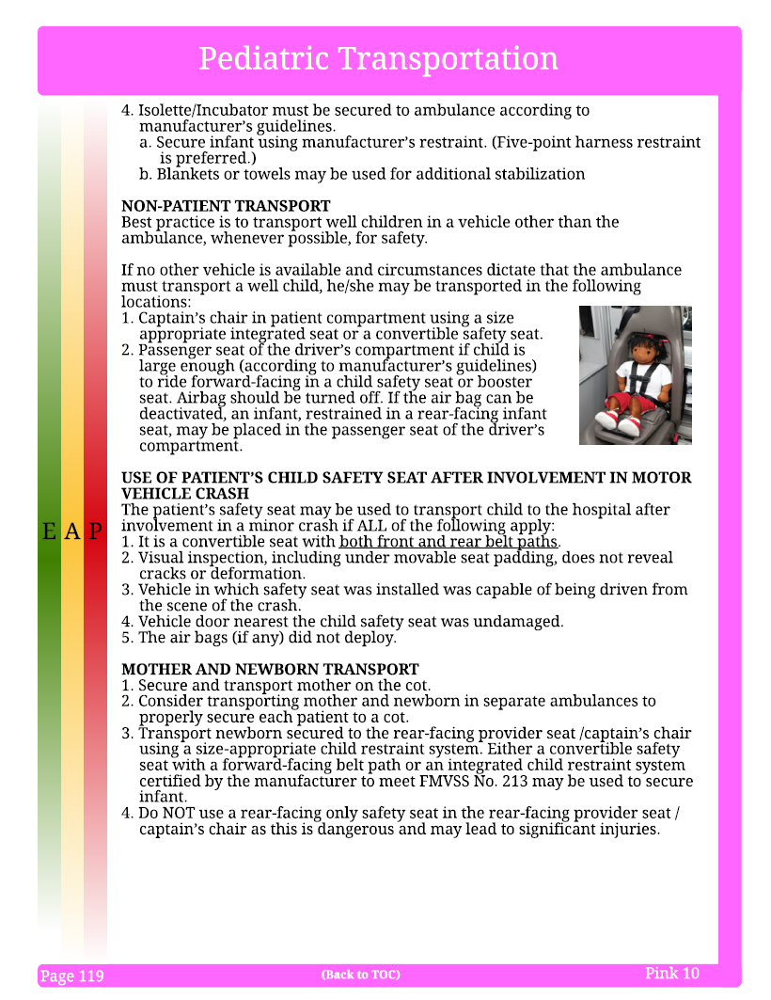 Pediatric Transportation
4. Isolette/Incubator must be secured to ambulance according to
manufacturer's guidelines.
a. Secure infant using manufacturer's restraint. (Five-point harness restraint
is preferred.)
b. Blankets or towels may be used for additional stabilization
NON-PATIENT TRANSPORT
Best practice is to transport well children in a vehicle other than the
ambulance, whenever possible, for safety.
If no other vehicle is available and circumstances dictate that the ambulance
must transport a well child, he/she may be transported in the following
locations:
1. Captain's chair in patient compartment using a size
appropriate integrated seat or a convertible safety seat.
2. Passenger seat of the driver's compartment if child is
large enough (according to manufacturer's guidelines)
to ride forward-facing in a child safety seat or booster
seat. Airbag should be turned off. If the air bag can be
deactivated, an infant, restrained in a rear-facing infant
seat, may be placed in the passenger seat of the driver's
compartment.
USE OF PATIENT'S CHILD SAFETY SEAT AFTER INVOLVEMENT IN MOTOR
VEHICLE CRASH
The patient's safety seat may be used to transport child to the hospital after
involvement in a minor crash if ALL of the following apply:
1. It is a convertible seat with both front and rear belt paths.
2. Visual inspection, including under movable seat padding, does not reveal
cracks or deformation.
3. Vehicle in which safety seat was installed was capable of being driven from
the scene of the crash.
4. Vehicle door nearest the child safety seat was undamaged.
5. The air bags (if any) did not deploy.
E A P
MOTHER AND NEWBORN TRANSPORT
1. Secure and transport mother on the cot.
2. Consider transporting mother and newborn in separate ambulances to
properly secure each patient to a cot.
3. Transport newborn secured to the rear-facing provider seat /captain's chair
using a size-appropriate child restraint system. Either a convertible safety
seat with a forward-facing belt path or an integrated child restraint system
certified by the manufacturer to meet FMVSS No. 213 may be used to secure
infant.
4. Do NOT use a rear-facing only safety seat in the rear-facing provider seat /
captain's chair as this is dangerous and may lead to significant injuries.
Page 119
(Back to TOC)
Pink 10